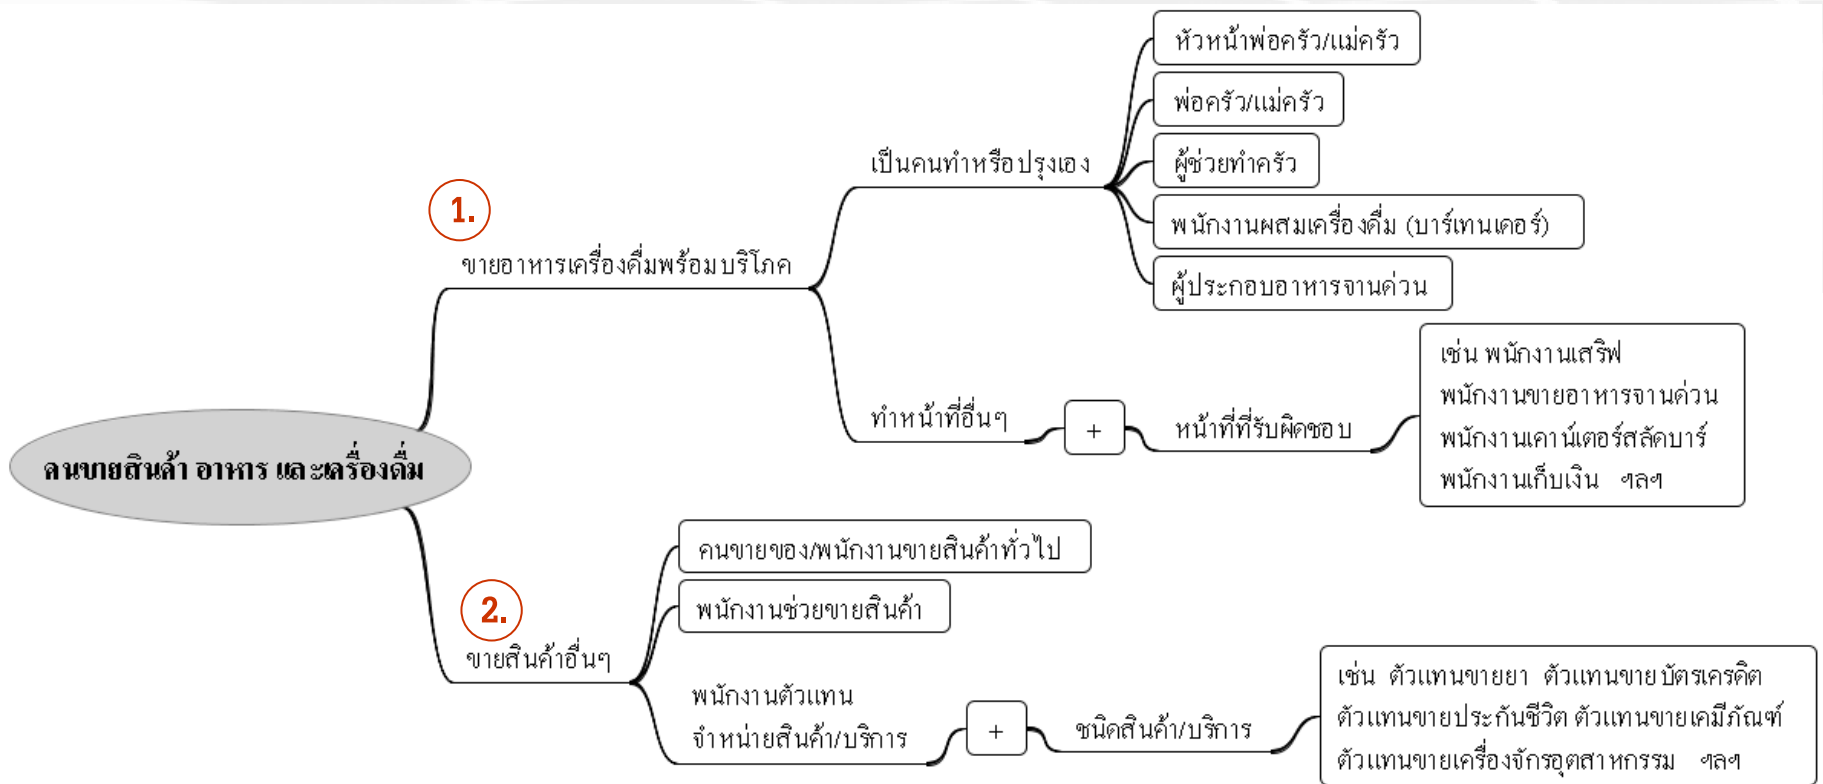 หัวหน้าพ่อครัว/แม่ครัว
พ่อครัว/แม่ครัว
เป็นคนทำหรือปรุงเอง
ผู้ช่วยทำครัว
1.
พนักงานผสมเครื่องดื่ม (บาร์เทนเดอร์)
ขายอาหารเครื่องดื่มพร้อมบริโภค
ผู้ประกอบอาหารจานด่วน
ทำหน้าที่อื่นๆ
+
หน้าที่ที่รับผิดชอบ
เช่น พนักงานเสริฟ
พนักงานขายอาหารจานด่วน
พนักงานเคาน์เตอร์สลัดบาร์
พนักงานเก็บเงิน ฯลฯ
คนขายสินค้า อาหาร และเครื่องดื่ม
คนขายของ/พนักงานขายสินค้าทั่วไป
2.
พนักงานช่วยขายสินค้า
ขายสินค้าอื่นๆ
พนักงานตัวแทน
จำหน่ายสินค้า/บริการ
+
ชนิดสินค้า/บริการ
เช่น ตัวแทนขายยา ตัวแทนขายบัตรเครดิต
ตัวแทนขายประกันชีวิต ตัวแทนขายเคมีภัณฑ์
ตัวแทนขายเครื่องจักรอุตสาหกรรม ฯลฯ